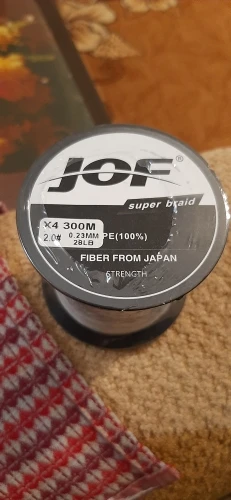 JOF®
super braid
X4 300M
2.0# 0.23MM PE(100%)
28LB
FIBER FROM JAPAN
STRENGTH